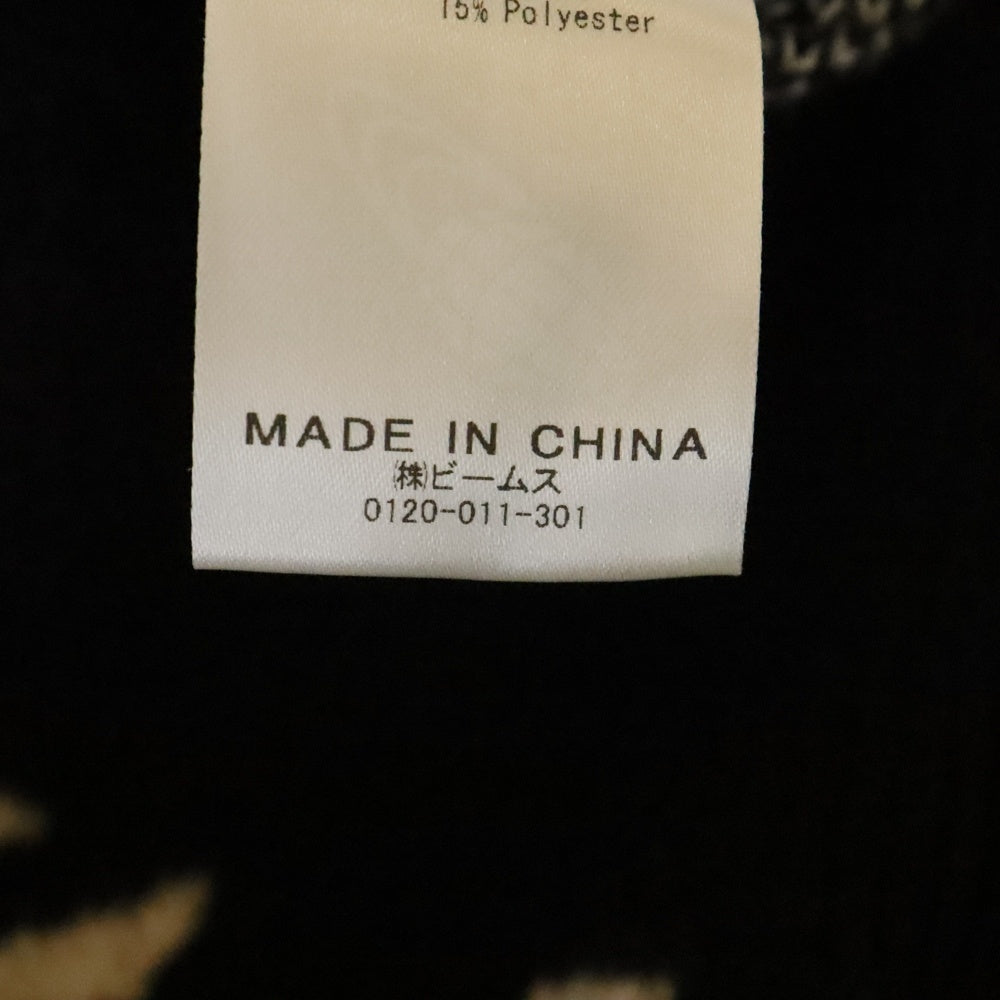 15% Polyester
MADE IN CHINA
㈱ビームス
0120-011-301